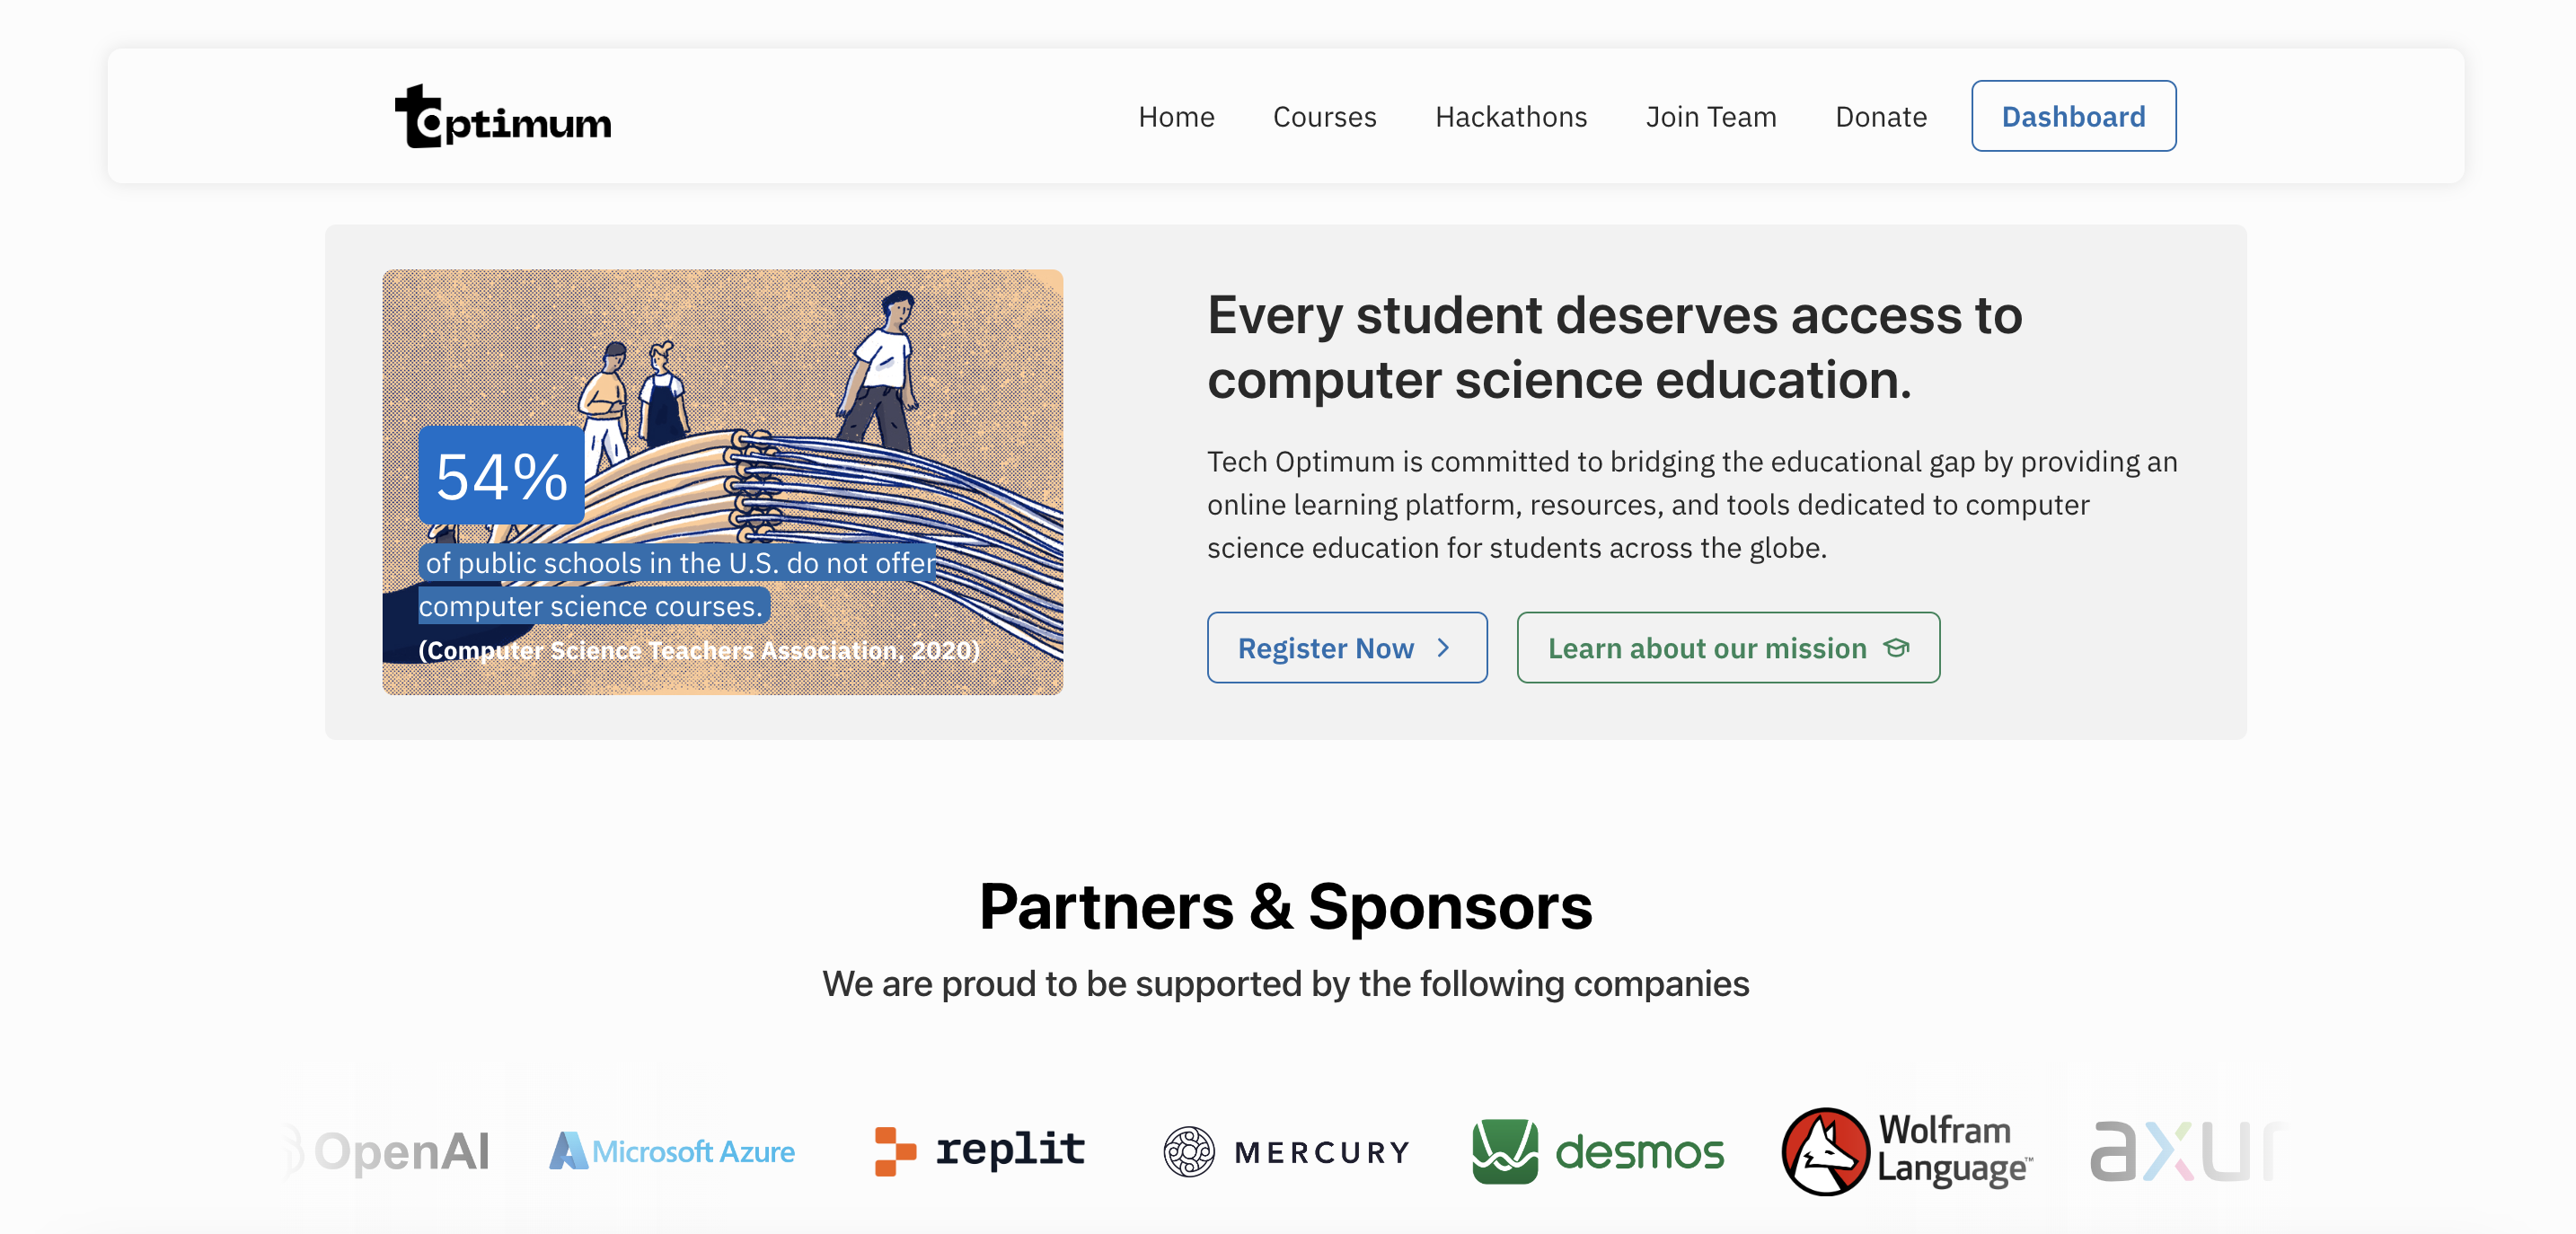 toptimum
Home
Courses
Hackathons
Join Team
Donate
Dashboard
54%
of public schools in the U.S. do not offer
computer science courses.
(Computer Science Teachers Association, 2020)
Every student deserves access to
computer science education.
Tech Optimum is committed to bridging the educational gap by providing an
online learning platform, resources, and tools dedicated to computer
science education for students across the globe.
Register Now
Learn about our mission
Partners & Sponsors
We are proud to be supported by the following companies
OpenAI
Microsoft Azure
replit
MERCURY
desmos
Wolfram
Language™
axur